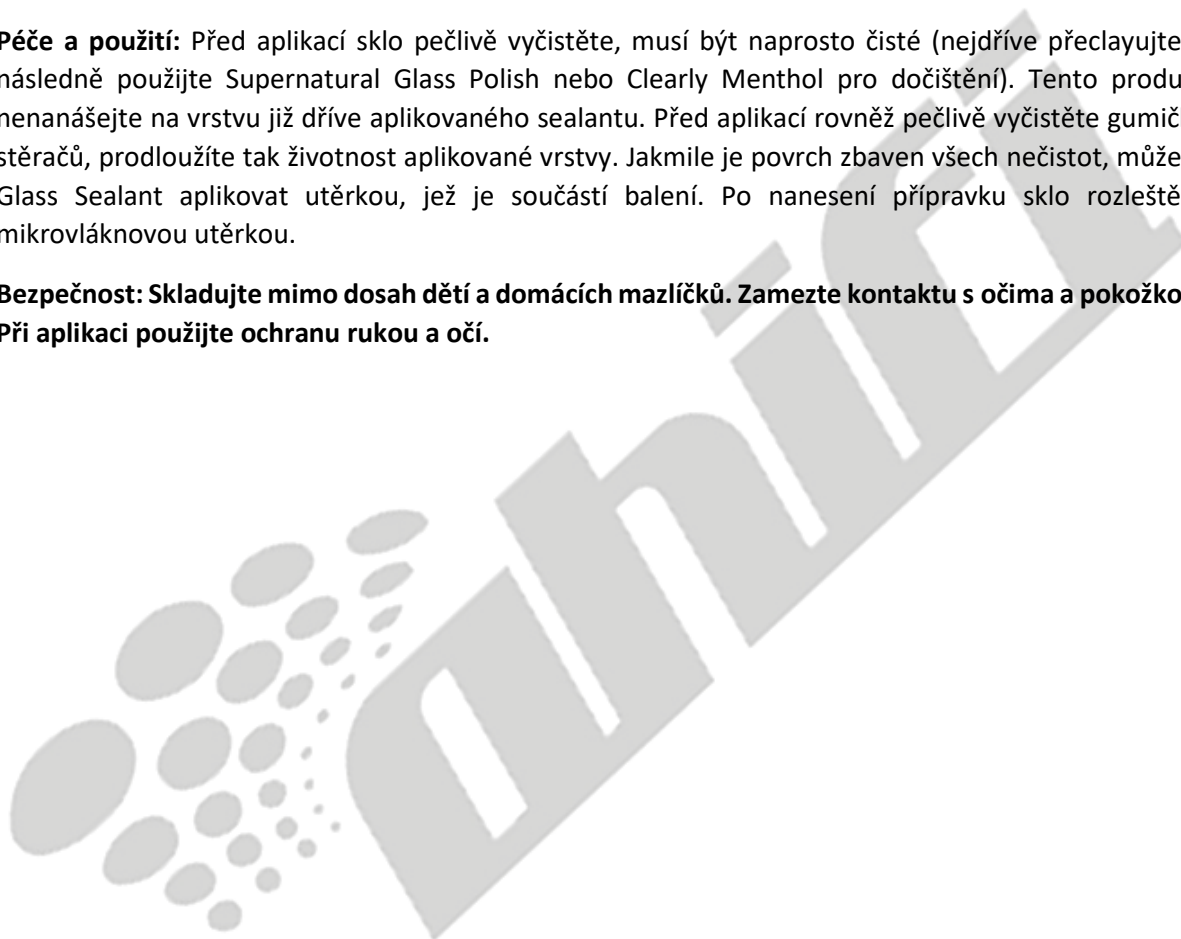 Péče a použití: Před aplikací sklo pečlivě vyčistěte, musí být naprosto čisté (nejdříve přeclayujte
následně použijte Supernatural Glass Polish nebo Clearly Menthol pro dočištění). Tento produ
nenanášejte na vrstvu již dříve aplikovaného sealantu. Před aplikací rovněž pečlivě vyčistěte gumič
stěračů, prodloužíte tak životnost aplikované vrstvy. Jakmile je povrch zbaven všech nečistot, může
Glass Sealant aplikovat utěrkou, jež je součástí balení. Po nanesení přípravku sklo rozleště
mikrovláknovou utěrkou.
Bezpečnost: Skladujte mimo dosah dětí a domácích mazlíčků. Zamezte kontaktu s očima a pokožko
Při aplikaci použijte ochranu rukou a očí.
ahifi